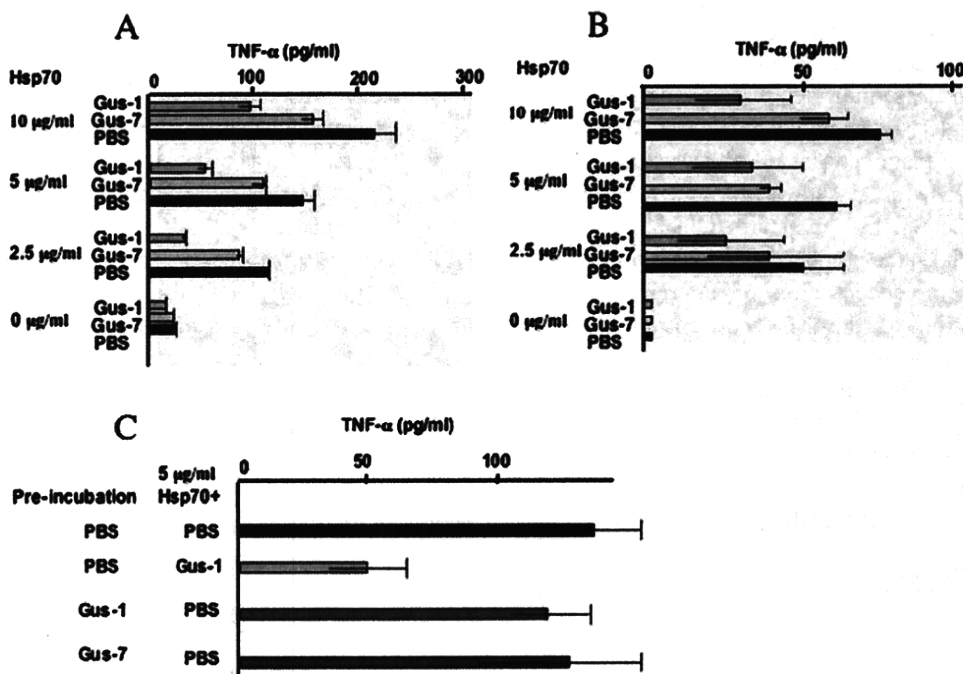 A
TNF-α (pg/ml)
Hsp70
0 100 200 300
10 μg/ml
Gus-1
Gus-7
PBS
5 μg/ml
Gus-1
Gus-7
PBS
2.5 μg/ml
Gus-1
Gus-7
PBS
0 μg/ml
Gus-1
Gus-7
PBS
B
TNF-α (pg/ml)
Hsp70
0 50 100
10 μg/ml
Gus-1
Gus-7
PBS
5 μg/ml
Gus-1
Gus-7
PBS
2.5 μg/ml
Gus-1
Gus-7
PBS
0 μg/ml
Gus-1
Gus-7
PBS
C
TNF-α (pg/ml)
0 50 100
5 μg/ml
Pre-incubation Hsp70+
PBS PBS
PBS Gus-1
Gus-1 PBS
Gus-7 PBS